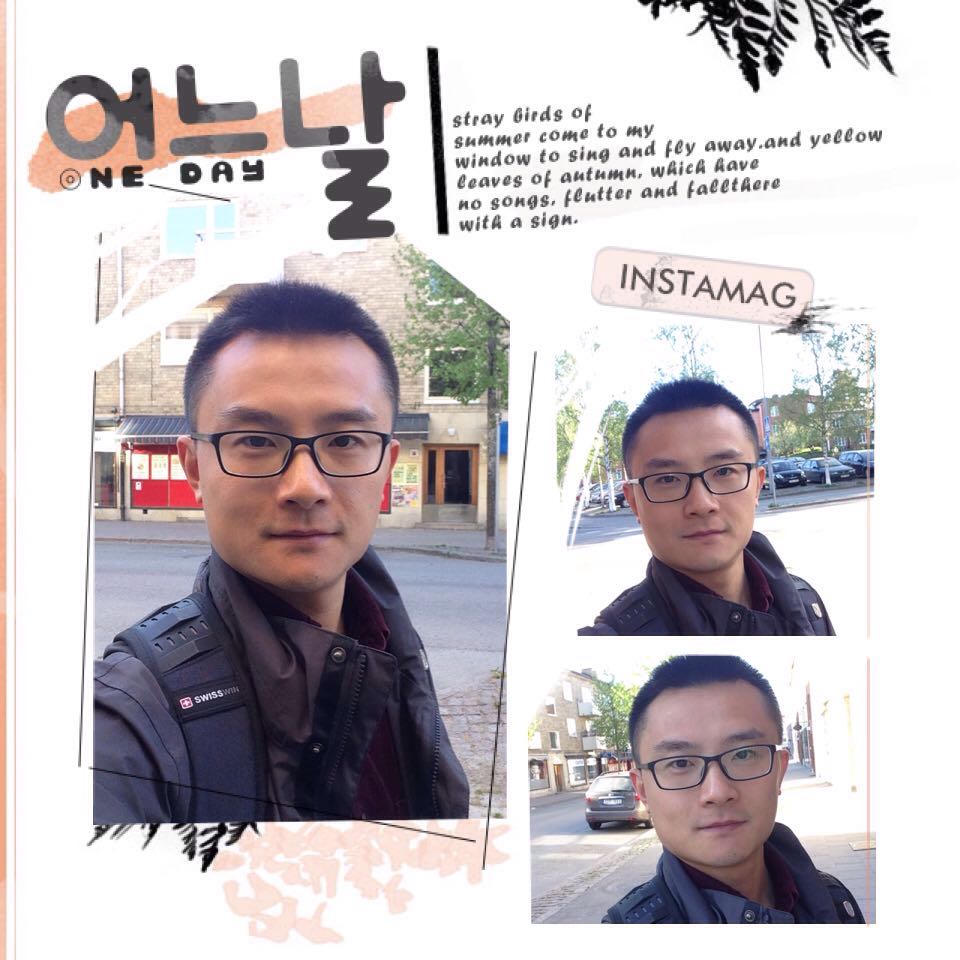 어느날
ONE DAY
stray birds of
summer come to my
window to sing and fly away.and yellow
leaves of autumn, which have
no songs, flutter and fallthere
with a sign.
INSTAMAG
SWISSWIN